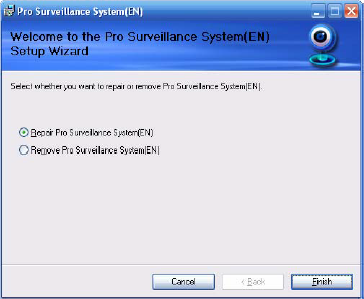 Pro Surveillance System(EN)
Welcome to the Pro Surveillance System(EN)
Setup Wizard
Select whether you want to repair or remove Pro Surveillance System(EN).
Repair Pro Surveillance System(EN)
Remove Pro Surveillance System(EN)
Cancel
< Back
Finish